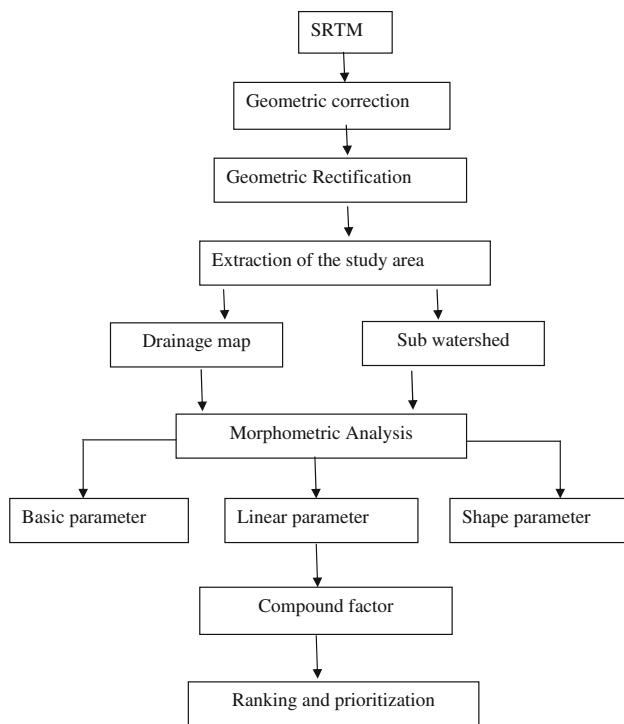 SRTM
Geometric correction
Geometric Rectification
Extraction of the study area
Drainage map
Sub watershed
Morphometric Analysis
Basic parameter
Linear parameter
Shape parameter
Compound factor
Ranking and prioritization